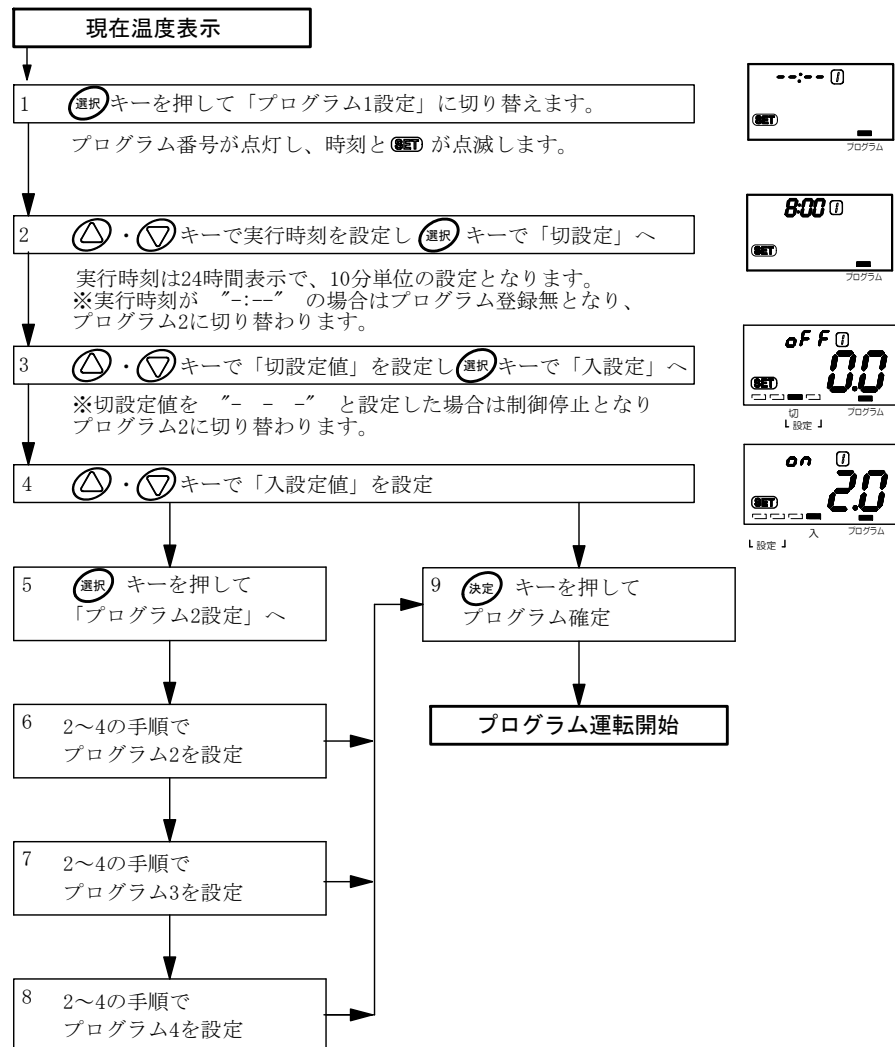 現在温度表示
1 選択 キーを押して「プログラム1設定」に切り替えます。
プログラム番号が点灯し、時刻と SET が点滅します。
--:-- 1
SET
プログラム
2 △・▽ キーで実行時刻を設定し 選択 キーで「切設定」へ
実行時刻は24時間表示で、10分単位の設定となります。
※実行時刻が ″-:--″ の場合はプログラム登録無となり、
プログラム2に切り替わります。
8:00 1
SET
プログラム
3 △・▽ キーで「切設定値」を設定し 選択 キーで「入設定」へ
※切設定値を ″- - -″ と設定した場合は制御停止となり
プログラム2に切り替わります。
oFF 1
SET 0.0
切 プログラム
└ 設定 ┘
4 △・▽ キーで「入設定値」を設定
on 1
SET 2.0
入 プログラム
└ 設定 ┘
5 選択 キーを押して
「プログラム2設定」へ
9 決定 キーを押して
プログラム確定
6 2～4の手順で
プログラム2を設定
プログラム運転開始
7 2～4の手順で
プログラム3を設定
8 2～4の手順で
プログラム4を設定